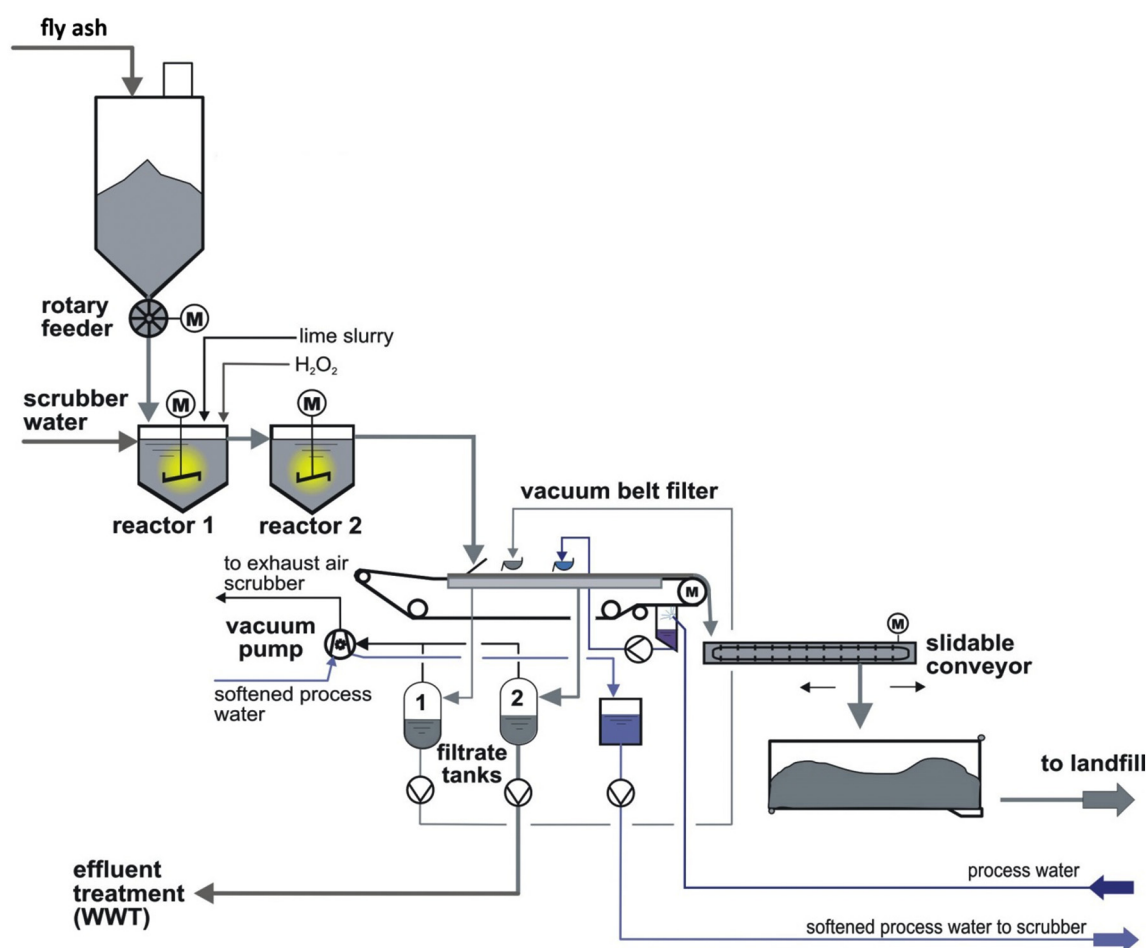 fly ash
rotary
feeder
M
lime slurry
H₂O₂
scrubber
water
M
M
reactor 1
reactor 2
vacuum belt filter
to exhaust air
scrubber
vacuum
pump
softened process
water
M
M
slidable
conveyor
1
2
filtrate
tanks
to landfill
effluent
treatment
(WWT)
process water
softened process water to scrubber